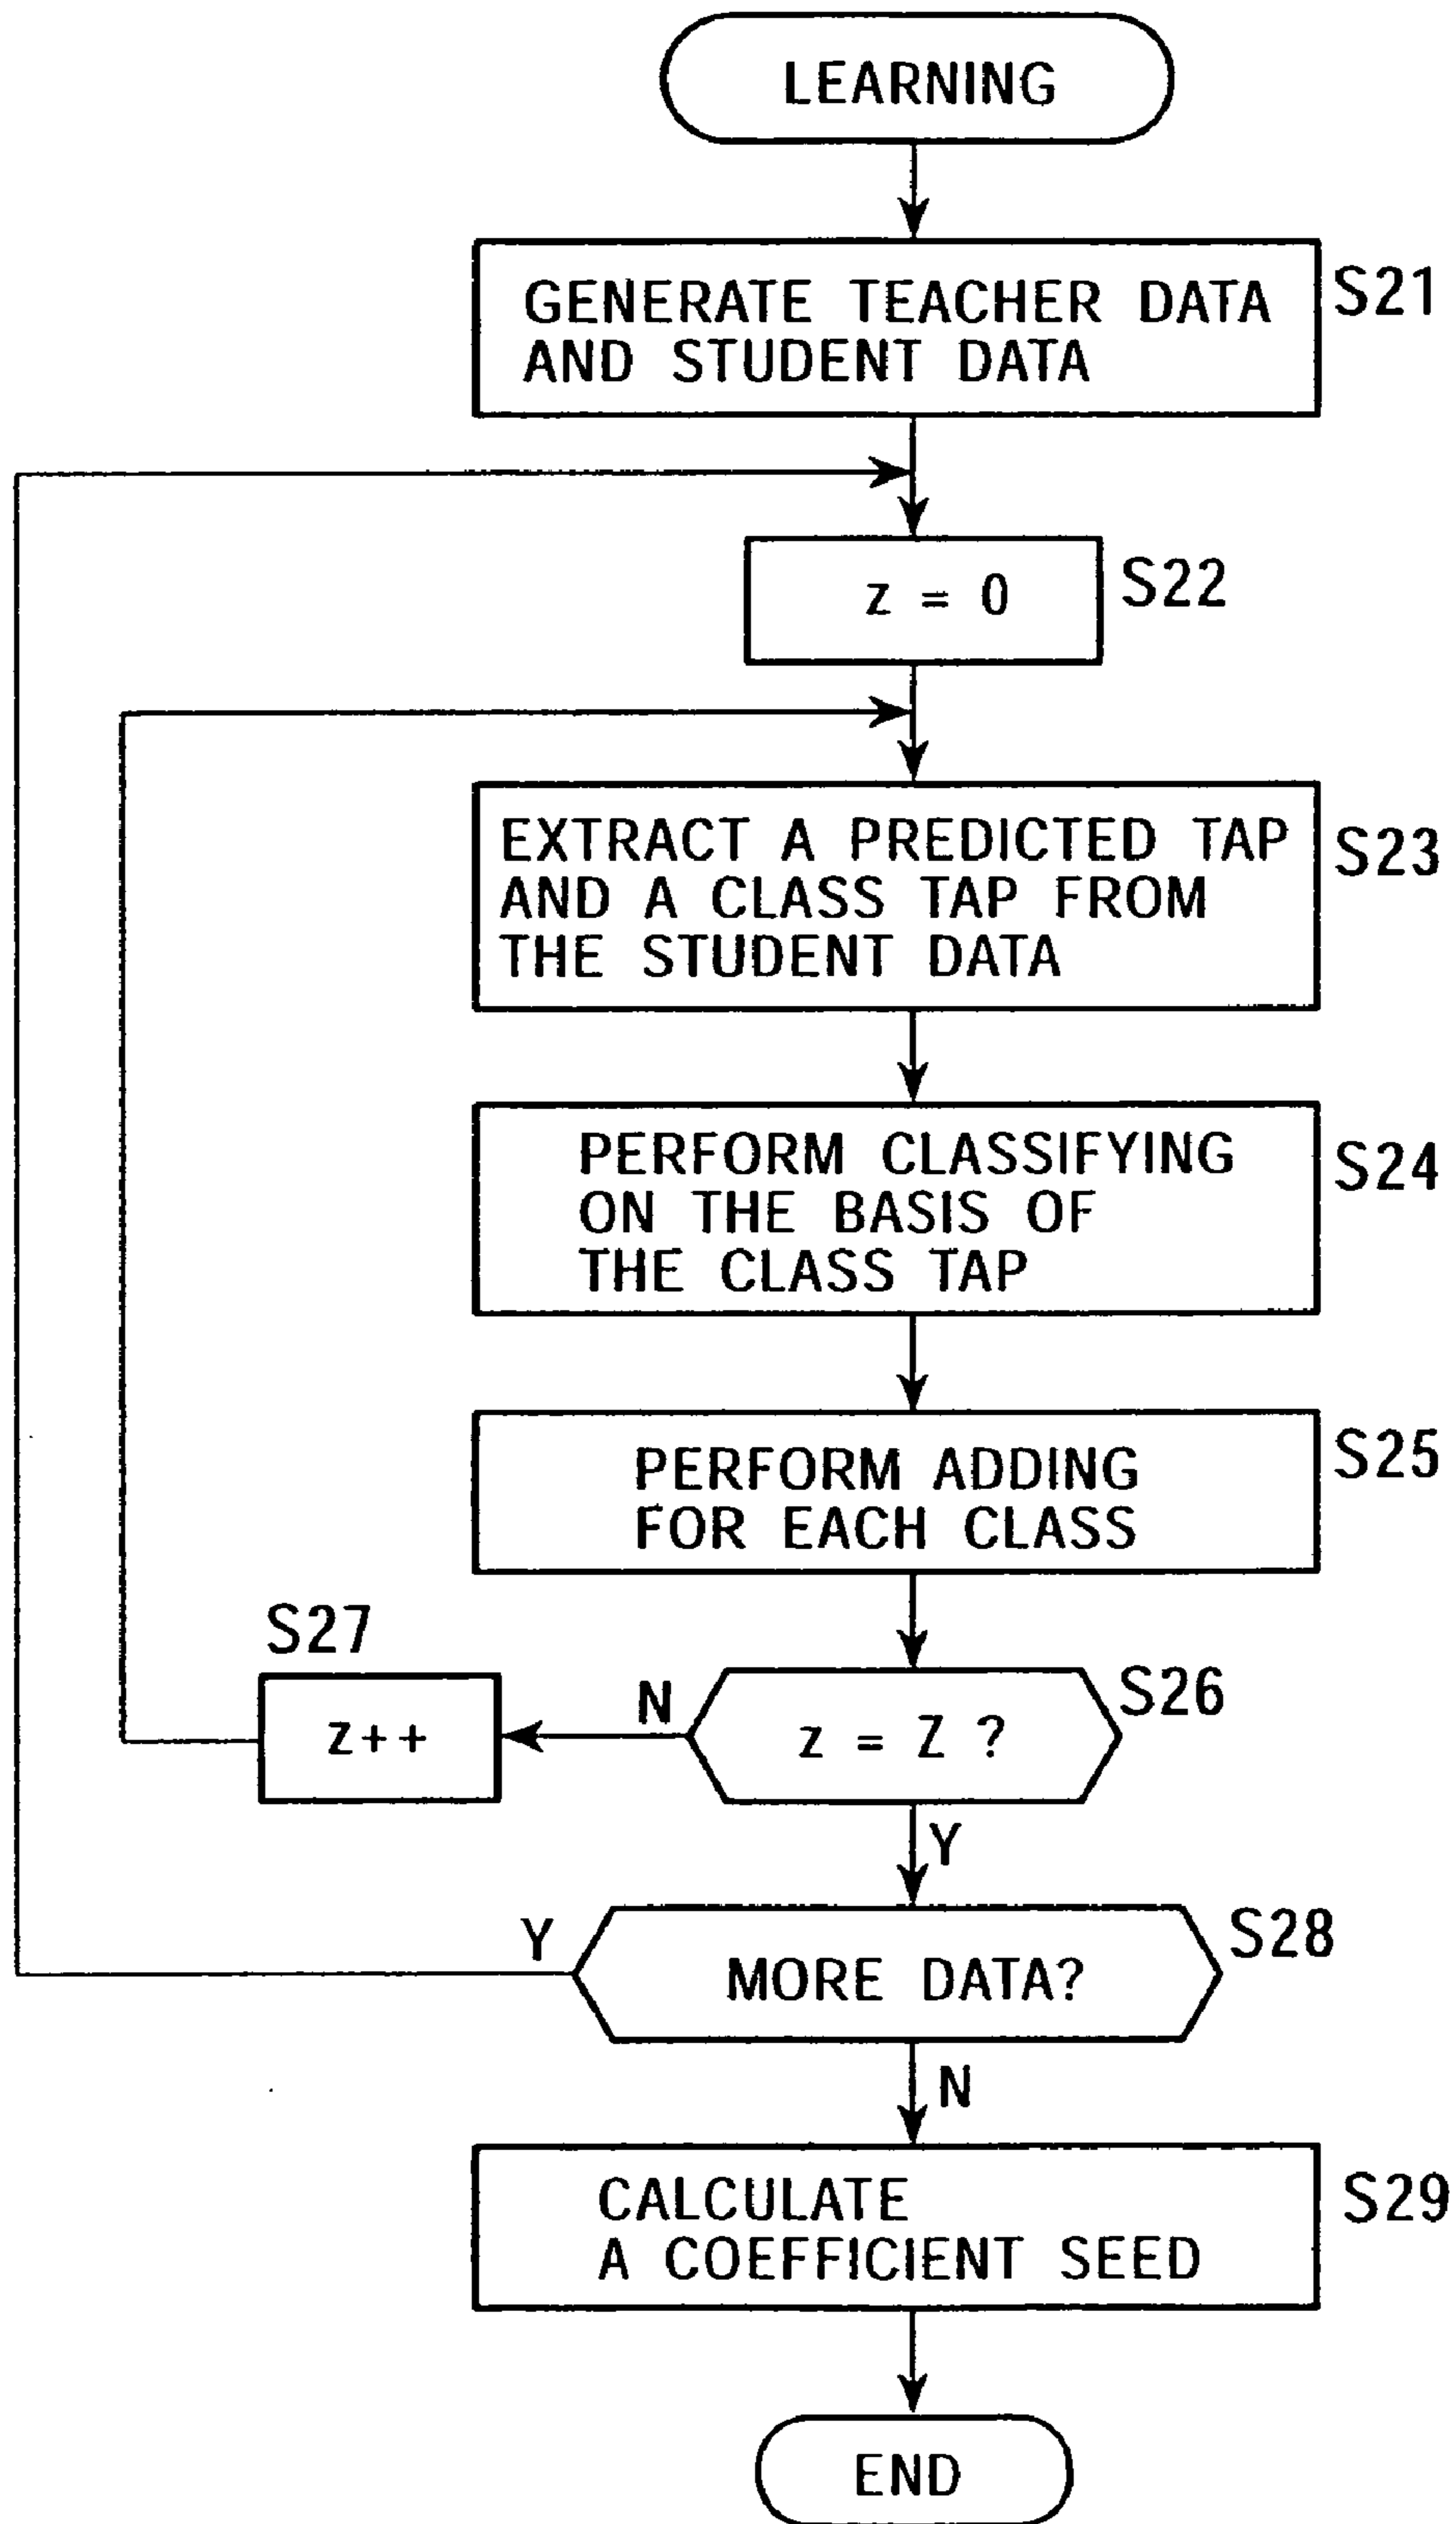 LEARNING
GENERATE TEACHER DATA
AND STUDENT DATA
S21
z = 0
S22
EXTRACT A PREDICTED TAP
AND A CLASS TAP FROM
THE STUDENT DATA
S23
PERFORM CLASSIFYING
ON THE BASIS OF
THE CLASS TAP
S24
PERFORM ADDING
FOR EACH CLASS
S25
S27
z++
N
z = Z ?
S26
Y
Y
MORE DATA?
S28
N
CALCULATE
A COEFFICIENT SEED
S29
END